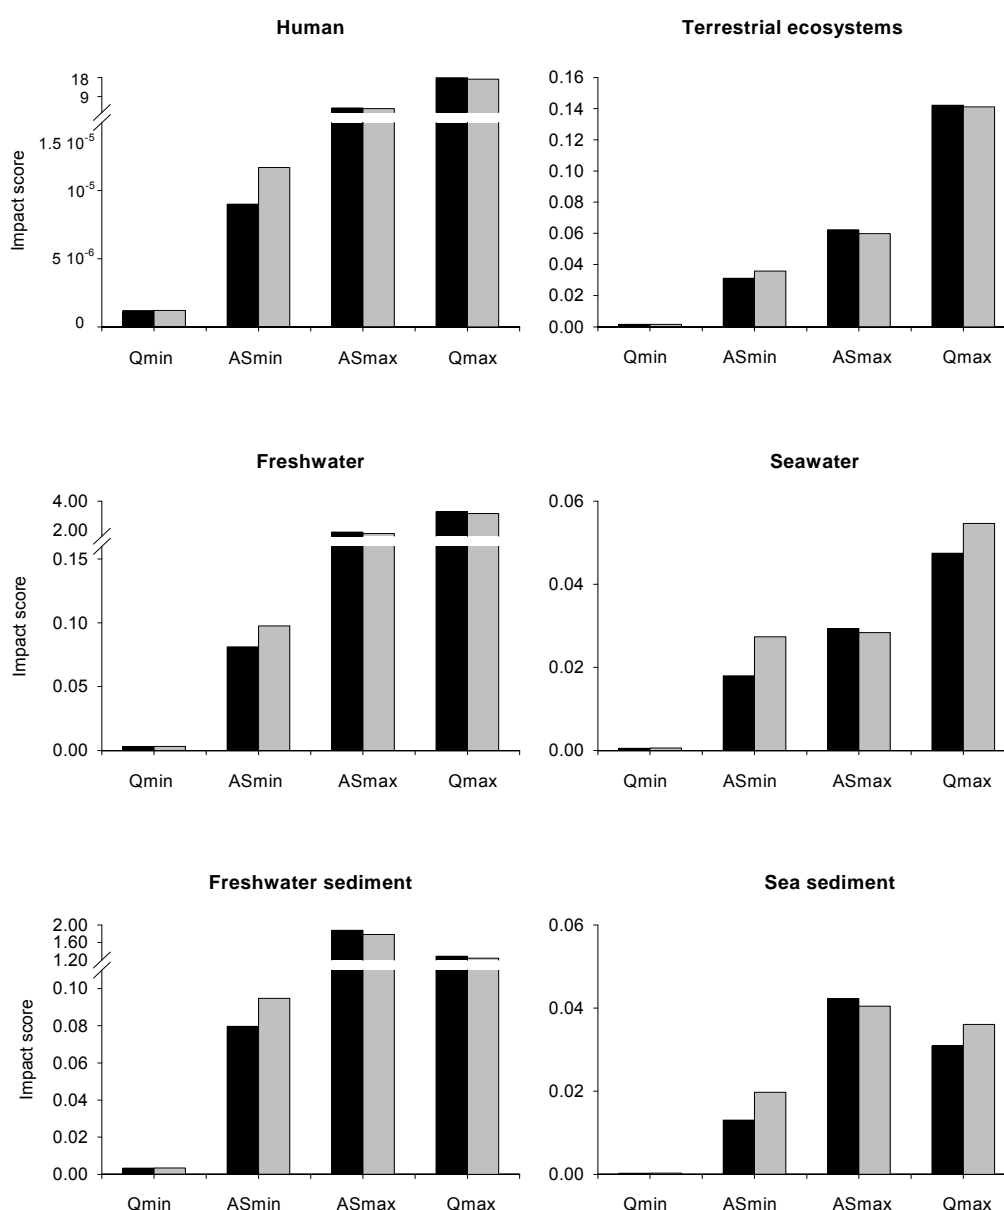 Human
18
9
1.5 10-5
10-5
5 10-6
0
Impact score
Qmin ASmin ASmax Qmax
Terrestrial ecosystems
0.16
0.14
0.12
0.10
0.08
0.06
0.04
0.02
0.00
Qmin ASmin ASmax Qmax
Freshwater
4.00
2.00
0.15
0.10
0.05
0.00
Impact score
Qmin ASmin ASmax Qmax
Seawater
0.06
0.04
0.02
0.00
Qmin ASmin ASmax Qmax
Freshwater sediment
2.00
1.60
1.20
0.10
0.08
0.06
0.04
0.02
0.00
Impact score
Qmin ASmin ASmax Qmax
Sea sediment
0.06
0.04
0.02
0.00
Qmin ASmin ASmax Qmax